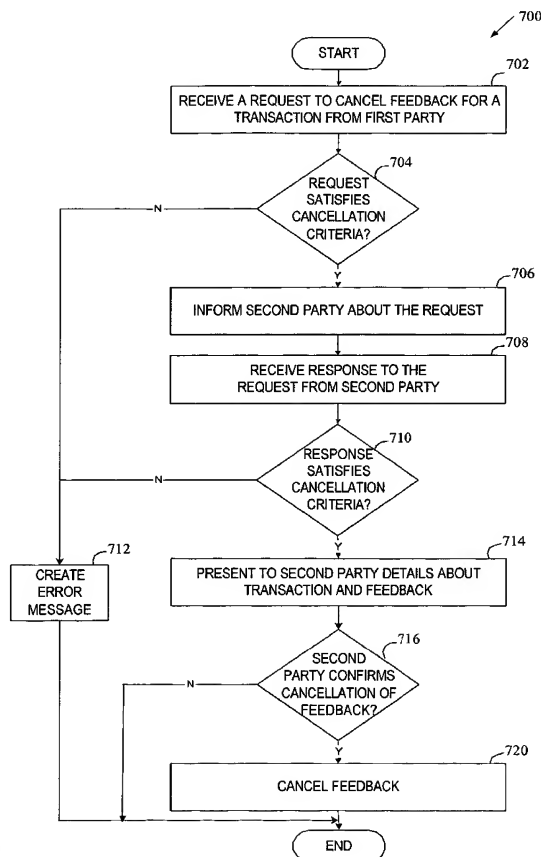 700
START
702
RECEIVE A REQUEST TO CANCEL FEEDBACK FOR A
TRANSACTION FROM FIRST PARTY
704
REQUEST
SATISFIES
CANCELLATION
CRITERIA?
N
Y
706
INFORM SECOND PARTY ABOUT THE REQUEST
708
RECEIVE RESPONSE TO THE
REQUEST FROM SECOND PARTY
710
RESPONSE
SATISFIES
CANCELLATION
CRITERIA?
N
Y
712
CREATE
ERROR
MESSAGE
714
PRESENT TO SECOND PARTY DETAILS ABOUT
TRANSACTION AND FEEDBACK
716
SECOND
PARTY CONFIRMS
CANCELLATION OF
FEEDBACK?
N
Y
720
CANCEL FEEDBACK
END